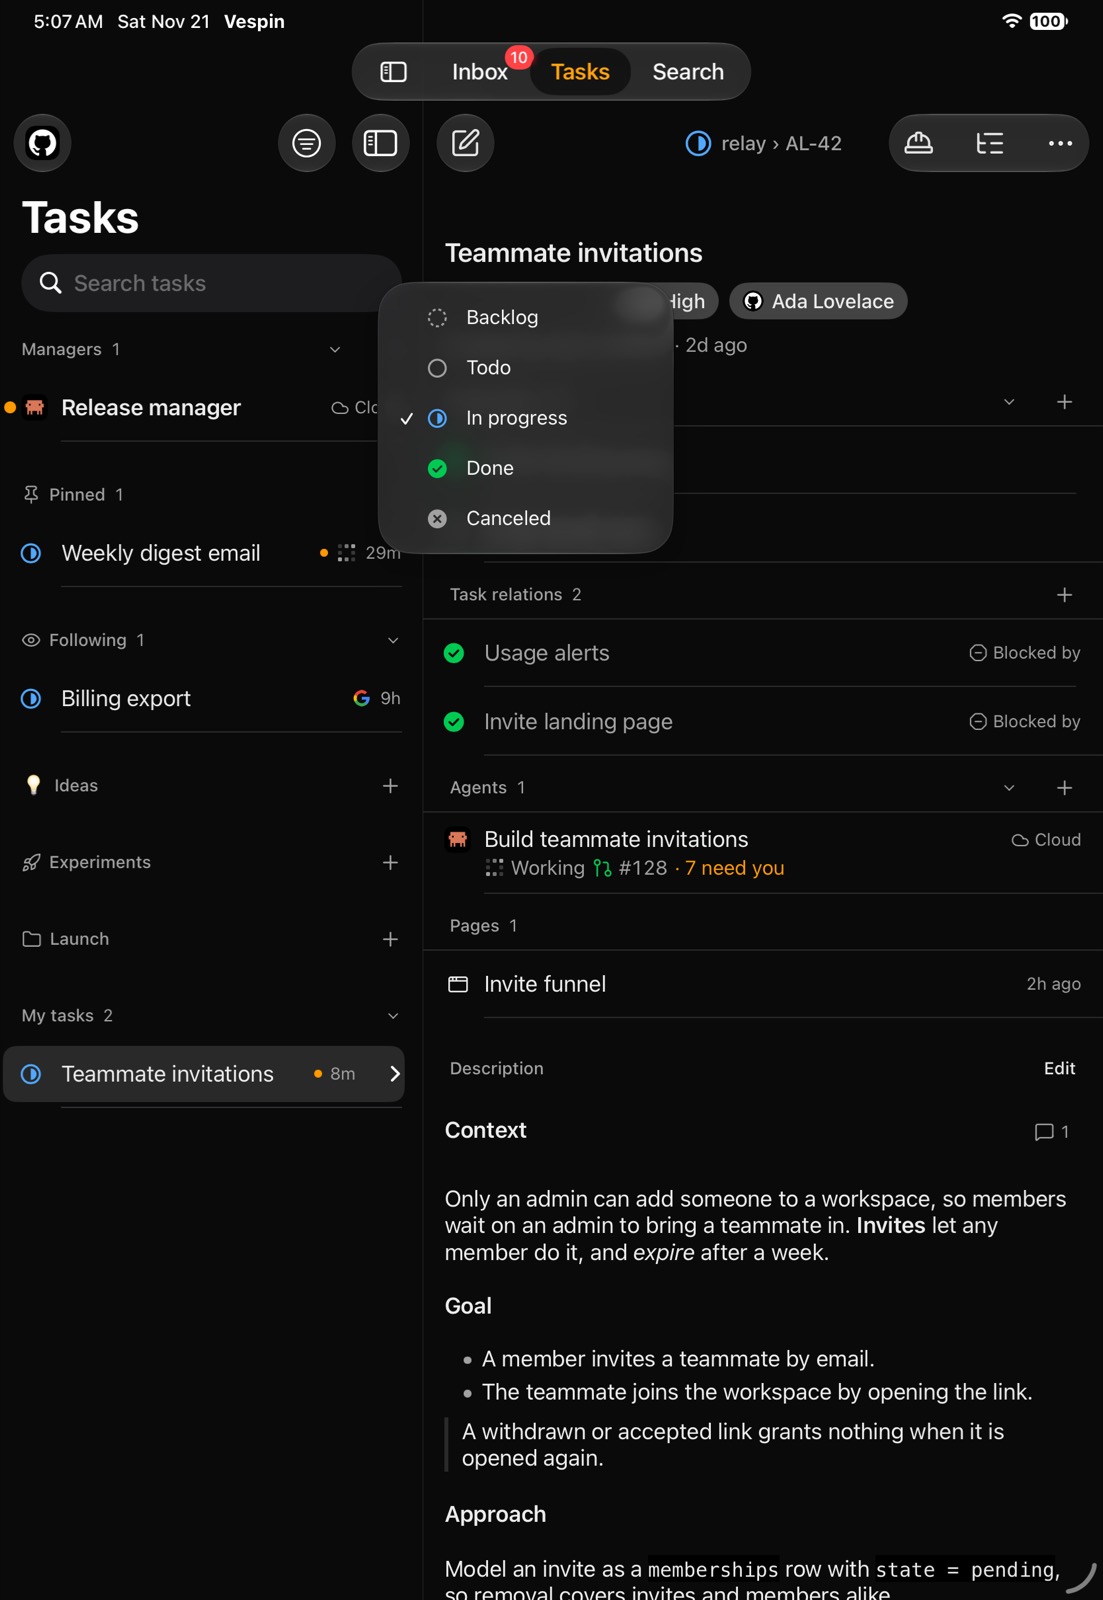 5:07 AM Sat Nov 21 Vespin
100
Inbox
10
Tasks
Search
relay › AL-42
Tasks
Search tasks
Managers 1
Release manager
Pinned 1
Weekly digest email
29m
Following 1
Billing export
9h
Ideas
Experiments
Launch
My tasks 2
Teammate invitations
8m
Teammate invitations
Ada Lovelace
· 2d ago
Backlog
Todo
In progress
Done
Canceled
Task relations 2
Usage alerts
Blocked by
Invite landing page
Blocked by
Agents 1
Build teammate invitations
Cloud
Working #128 · 7 need you
Pages 1
Invite funnel
2h ago
Description
Edit
Context
1
Only an admin can add someone to a workspace, so members
wait on an admin to bring a teammate in. Invites let any
member do it, and expire after a week.
Goal
• A member invites a teammate by email.
• The teammate joins the workspace by opening the link.
A withdrawn or accepted link grants nothing when it is
opened again.
Approach
Model an invite as a memberships row with state = pending,
so removal covers invites and members alike